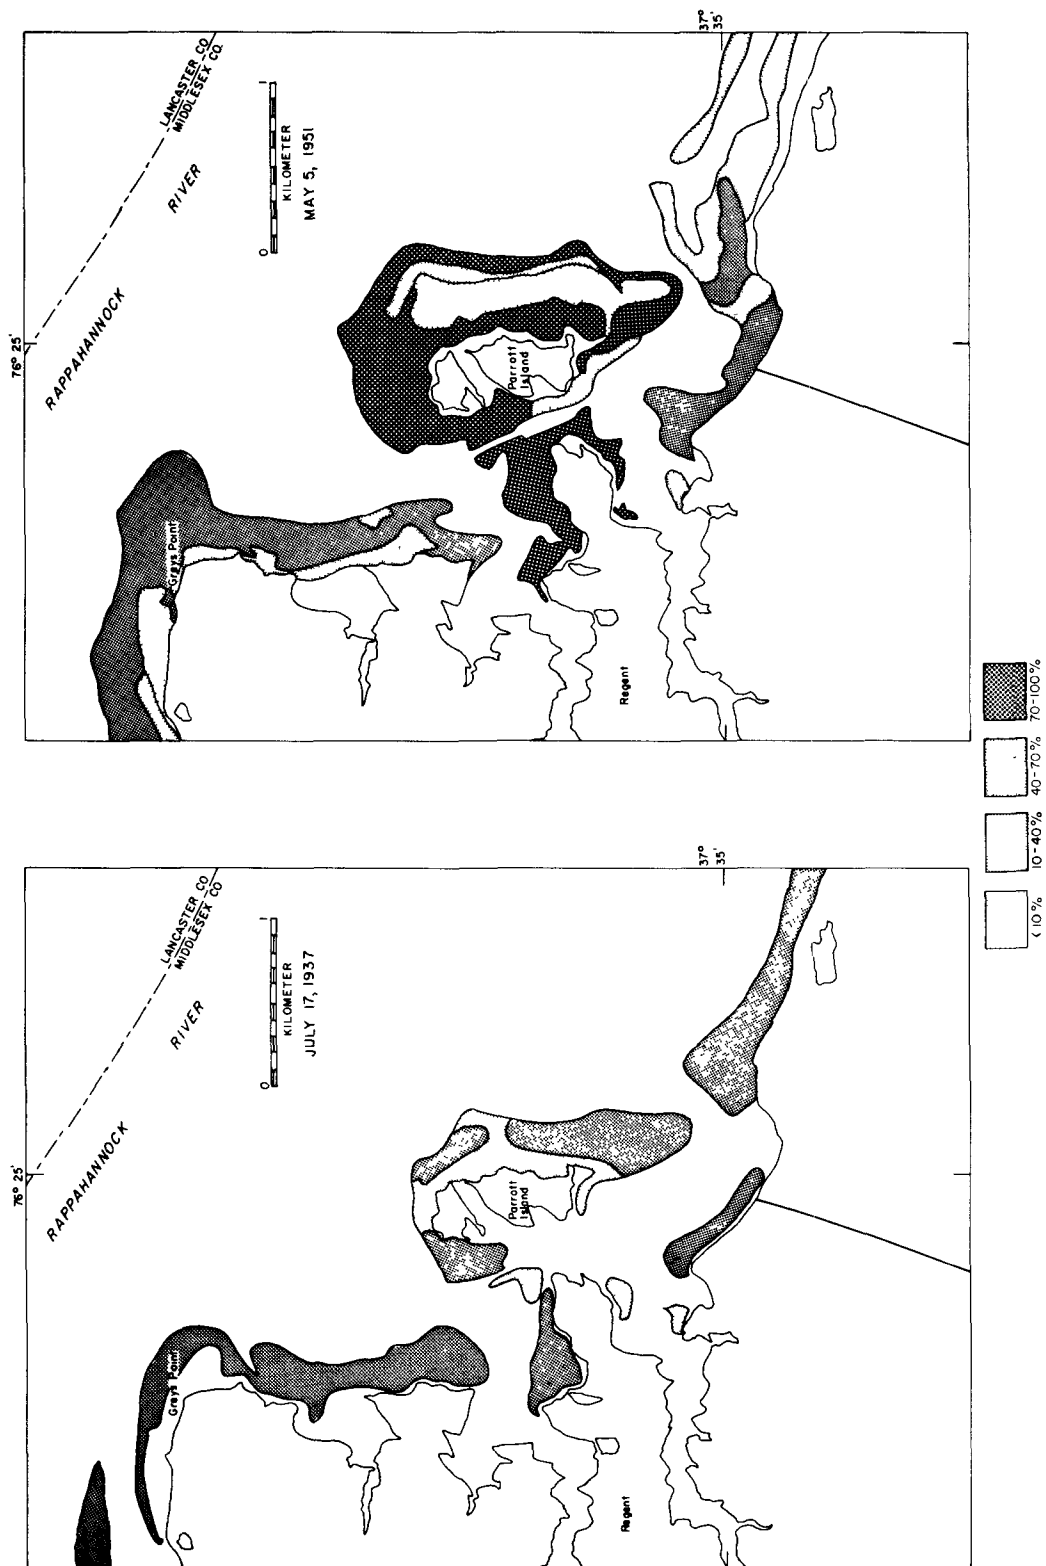 37°
35'
LANCASTER CO
MIDDLESEX CO.
RIVER
RAPPAHANNOCK
76° 25'
0
1
KILOMETER
MAY 5, 1951
Parrott
Island
Grays Point
Regent
37°
35'
LANCASTER CO
MIDDLESEX CO
RIVER
RAPPAHANNOCK
76° 25'
0
1
KILOMETER
JULY 17, 1937
Parrott
Island
Grays Point
Regent
<10%
10-40%
40-70%
70-100%